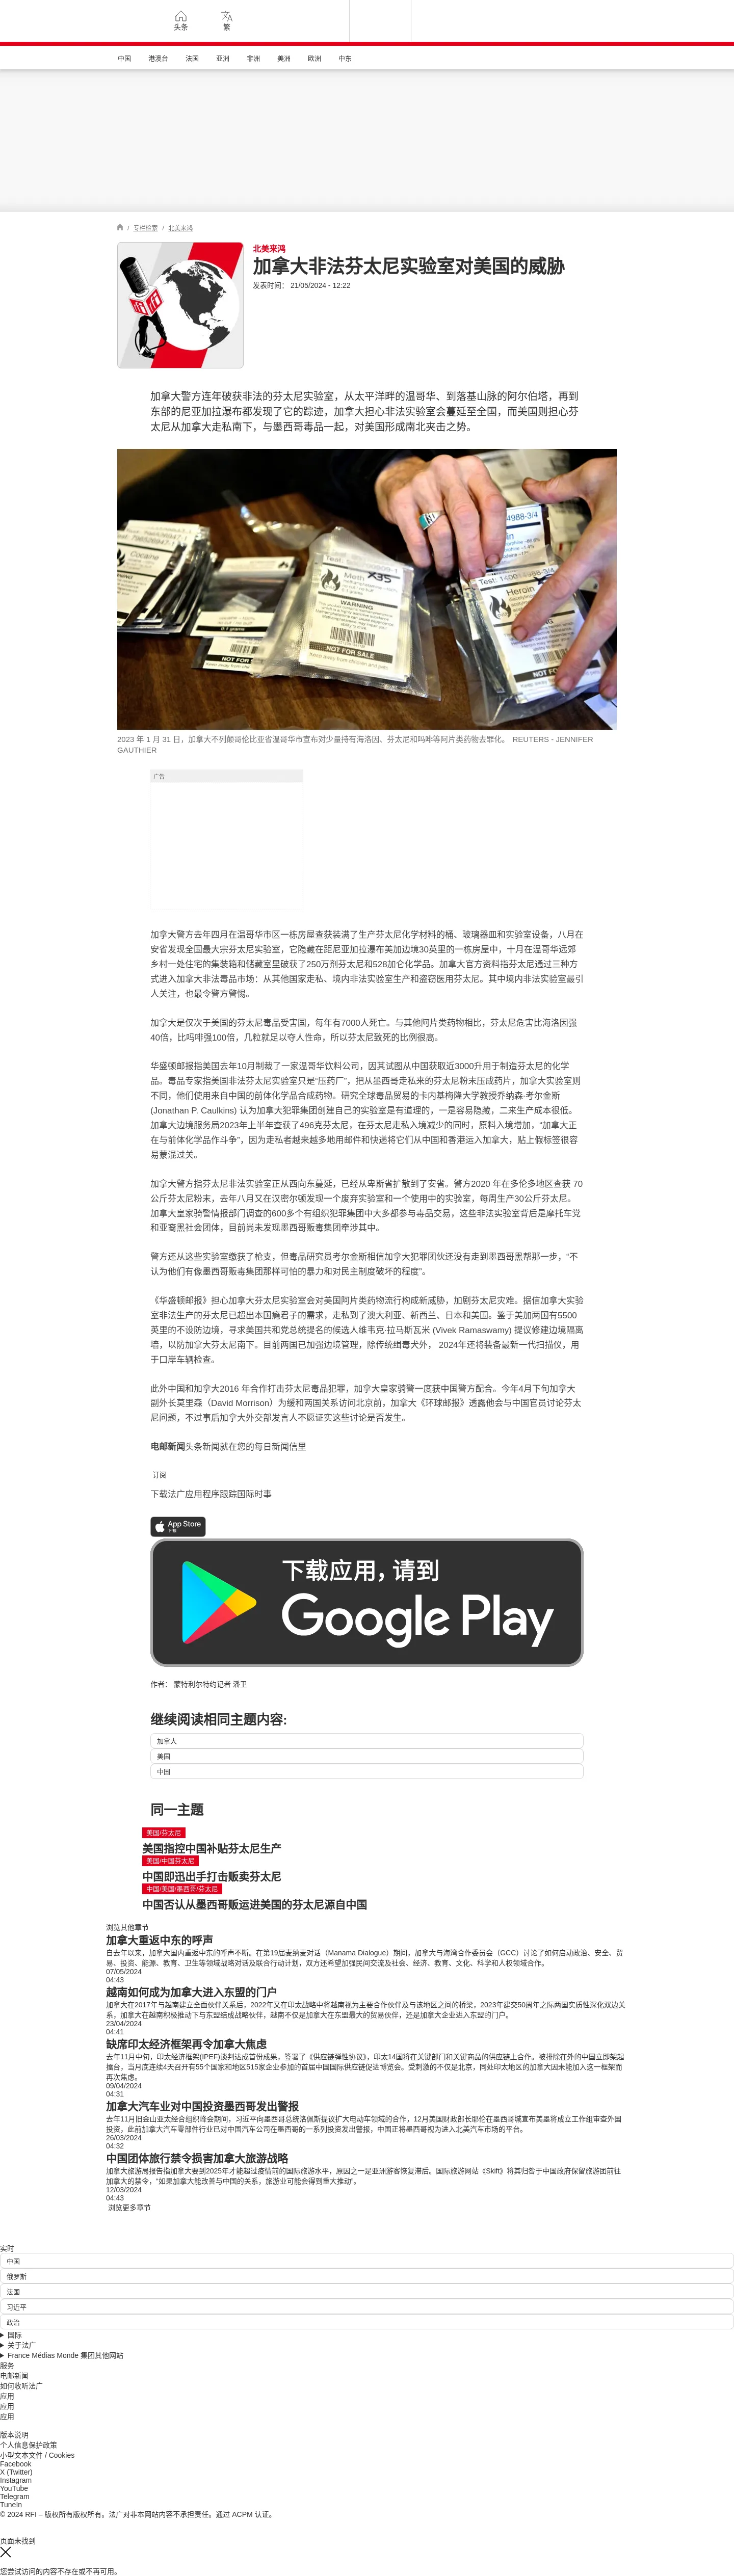 头条
繁
中国 港澳台 法国 亚洲 非洲 美洲 欧洲 中东
/ 专栏检索 / 北美来鸿
北美来鸿
加拿大非法芬太尼实验室对美国的威胁
发表时间： 21/05/2024 - 12:22
加拿大警方连年破获非法的芬太尼实验室，从太平洋畔的温哥华、到落基山脉的阿尔伯塔，再到
东部的尼亚加拉瀑布都发现了它的踪迹，加拿大担心非法实验室会蔓延至全国，而美国则担心芬
太尼从加拿大走私南下，与墨西哥毒品一起，对美国形成南北夹击之势。
Cocaine
Test:
Meth X35
WARNING
NOT FOR SALE
Heroin
NOT FOR
2023 年 1 月 31 日，加拿大不列颠哥伦比亚省温哥华市宣布对少量持有海洛因、芬太尼和吗啡等阿片类药物去罪化。 REUTERS - JENNIFER
GAUTHIER
广告
加拿大警方去年四月在温哥华市区一栋房屋查获装满了生产芬太尼化学材料的桶、玻璃器皿和实验室设备，八月在
安省发现全国最大宗芬太尼实验室，它隐藏在距尼亚加拉瀑布美加边境30英里的一栋房屋中，十月在温哥华远郊
乡村一处住宅的集装箱和储藏室里破获了250万剂芬太尼和528加仑化学品。加拿大官方资料指芬太尼通过三种方
式进入加拿大非法毒品市场：从其他国家走私、境内非法实验室生产和盗窃医用芬太尼。其中境内非法实验室最引
人关注，也最令警方警惕。
加拿大是仅次于美国的芬太尼毒品受害国，每年有7000人死亡。与其他阿片类药物相比，芬太尼危害比海洛因强
40倍，比吗啡强100倍，几粒就足以夺人性命，所以芬太尼致死的比例很高。
华盛顿邮报指美国去年10月制裁了一家温哥华饮料公司，因其试图从中国获取近3000升用于制造芬太尼的化学
品。毒品专家指美国非法芬太尼实验室只是“压药厂”，把从墨西哥走私来的芬太尼粉末压成药片，加拿大实验室则
不同，他们使用来自中国的前体化学品合成药物。研究全球毒品贸易的卡内基梅隆大学教授乔纳森·考尔金斯
(Jonathan P. Caulkins) 认为加拿大犯罪集团创建自己的实验室是有道理的，一是容易隐藏，二来生产成本很低。
加拿大边境服务局2023年上半年查获了496克芬太尼，在芬太尼走私入境减少的同时，原料入境增加，“加拿大正
在与前体化学品作斗争”，因为走私者越来越多地用邮件和快递将它们从中国和香港运入加拿大，贴上假标签很容
易蒙混过关。
加拿大警方指芬太尼非法实验室正从西向东蔓延，已经从卑斯省扩散到了安省。警方2020 年在多伦多地区查获 70
公斤芬太尼粉末，去年八月又在汉密尔顿发现一个废弃实验室和一个使用中的实验室，每周生产30公斤芬太尼。
加拿大皇家骑警情报部门调查的600多个有组织犯罪集团中大多都参与毒品交易，这些非法实验室背后是摩托车党
和亚裔黑社会团体，目前尚未发现墨西哥贩毒集团牵涉其中。
警方还从这些实验室缴获了枪支，但毒品研究员考尔金斯相信加拿大犯罪团伙还没有走到墨西哥黑帮那一步，“不
认为他们有像墨西哥贩毒集团那样可怕的暴力和对民主制度破坏的程度”。
《华盛顿邮报》担心加拿大芬太尼实验室会对美国阿片类药物流行构成新威胁，加剧芬太尼灾难。据信加拿大实验
室非法生产的芬太尼已超出本国瘾君子的需求，走私到了澳大利亚、新西兰、日本和美国。鉴于美加两国有5500
英里的不设防边境，寻求美国共和党总统提名的候选人维韦克·拉马斯瓦米 (Vivek Ramaswamy) 提议修建边境隔离
墙，以防加拿大芬太尼南下。目前两国已加强边境管理，除传统缉毒犬外， 2024年还将装备最新一代扫描仪，用
于口岸车辆检查。
此外中国和加拿大2016 年合作打击芬太尼毒品犯罪，加拿大皇家骑警一度获中国警方配合。今年4月下旬加拿大
副外长莫里森（David Morrison）为缓和两国关系访问北京前，加拿大《环球邮报》透露他会与中国官员讨论芬太
尼问题，不过事后加拿大外交部发言人不愿证实这些讨论是否发生。
电邮新闻头条新闻就在您的每日新闻信里
订阅
下载法广应用程序跟踪国际时事
App Store
下载
下载应用，请到
Google Play
作者： 蒙特利尔特约记者 潘卫
继续阅读相同主题内容:
加拿大
美国
中国
同一主题
美国/芬太尼
美国指控中国补贴芬太尼生产
美国/中国芬太尼
中国即迅出手打击贩卖芬太尼
中国/美国/墨西哥/芬太尼
中国否认从墨西哥贩运进美国的芬太尼源自中国
浏览其他章节
加拿大重返中东的呼声
自去年以来，加拿大国内重返中东的呼声不断。在第19届麦纳麦对话（Manama Dialogue）期间，加拿大与海湾合作委员会（GCC）讨论了如何启动政治、安全、贸
易、投资、能源、教育、卫生等领域战略对话及联合行动计划，双方还希望加强民间交流及社会、经济、教育、文化、科学和人权领域合作。
07/05/2024
04:43
越南如何成为加拿大进入东盟的门户
加拿大在2017年与越南建立全面伙伴关系后，2022年又在印太战略中将越南视为主要合作伙伴及与该地区之间的桥梁，2023年建交50周年之际两国实质性深化双边关
系，加拿大在越南积极推动下与东盟结成战略伙伴，越南不仅是加拿大在东盟最大的贸易伙伴，还是加拿大企业进入东盟的门户。
23/04/2024
04:41
缺席印太经济框架再令加拿大焦虑
去年11月中旬，印太经济框架(IPEF)谈判达成首份成果，签署了《供应链弹性协议》，印太14国将在关键部门和关键商品的供应链上合作。被排除在外的中国立即架起
擂台，当月底连续4天召开有55个国家和地区515家企业参加的首届中国国际供应链促进博览会。受刺激的不仅是北京，同处印太地区的加拿大因未能加入这一框架而
再次焦虑。
09/04/2024
04:31
加拿大汽车业对中国投资墨西哥发出警报
去年11月旧金山亚太经合组织峰会期间，习近平向墨西哥总统洛佩斯提议扩大电动车领域的合作，12月美国财政部长耶伦在墨西哥城宣布美墨将成立工作组审查外国
投资，此前加拿大汽车零部件行业已对中国汽车公司在墨西哥的一系列投资发出警报，中国正将墨西哥视为进入北美汽车市场的平台。
26/03/2024
04:32
中国团体旅行禁令损害加拿大旅游战略
加拿大旅游局报告指加拿大要到2025年才能超过疫情前的国际旅游水平，原因之一是亚洲游客恢复滞后。国际旅游网站《Skift》将其归咎于中国政府保留旅游团前往
加拿大的禁令，“如果加拿大能改善与中国的关系，旅游业可能会得到重大推动”。
12/03/2024
04:43
浏览更多章节
实时
中国
俄罗斯
法国
习近平
政治
国际
关于法广
France Médias Monde 集团其他网站
服务
电邮新闻
如何收听法广
应用
应用
应用
版本说明
个人信息保护政策
小型文本文件 / Cookies
Facebook
X (Twitter)
Instagram
YouTube
Telegram
TuneIn
© 2024 RFI – 版权所有版权所有。法广对非本网站内容不承担责任。通过 ACPM 认证。
页面未找到
您尝试访问的内容不存在或不再可用。